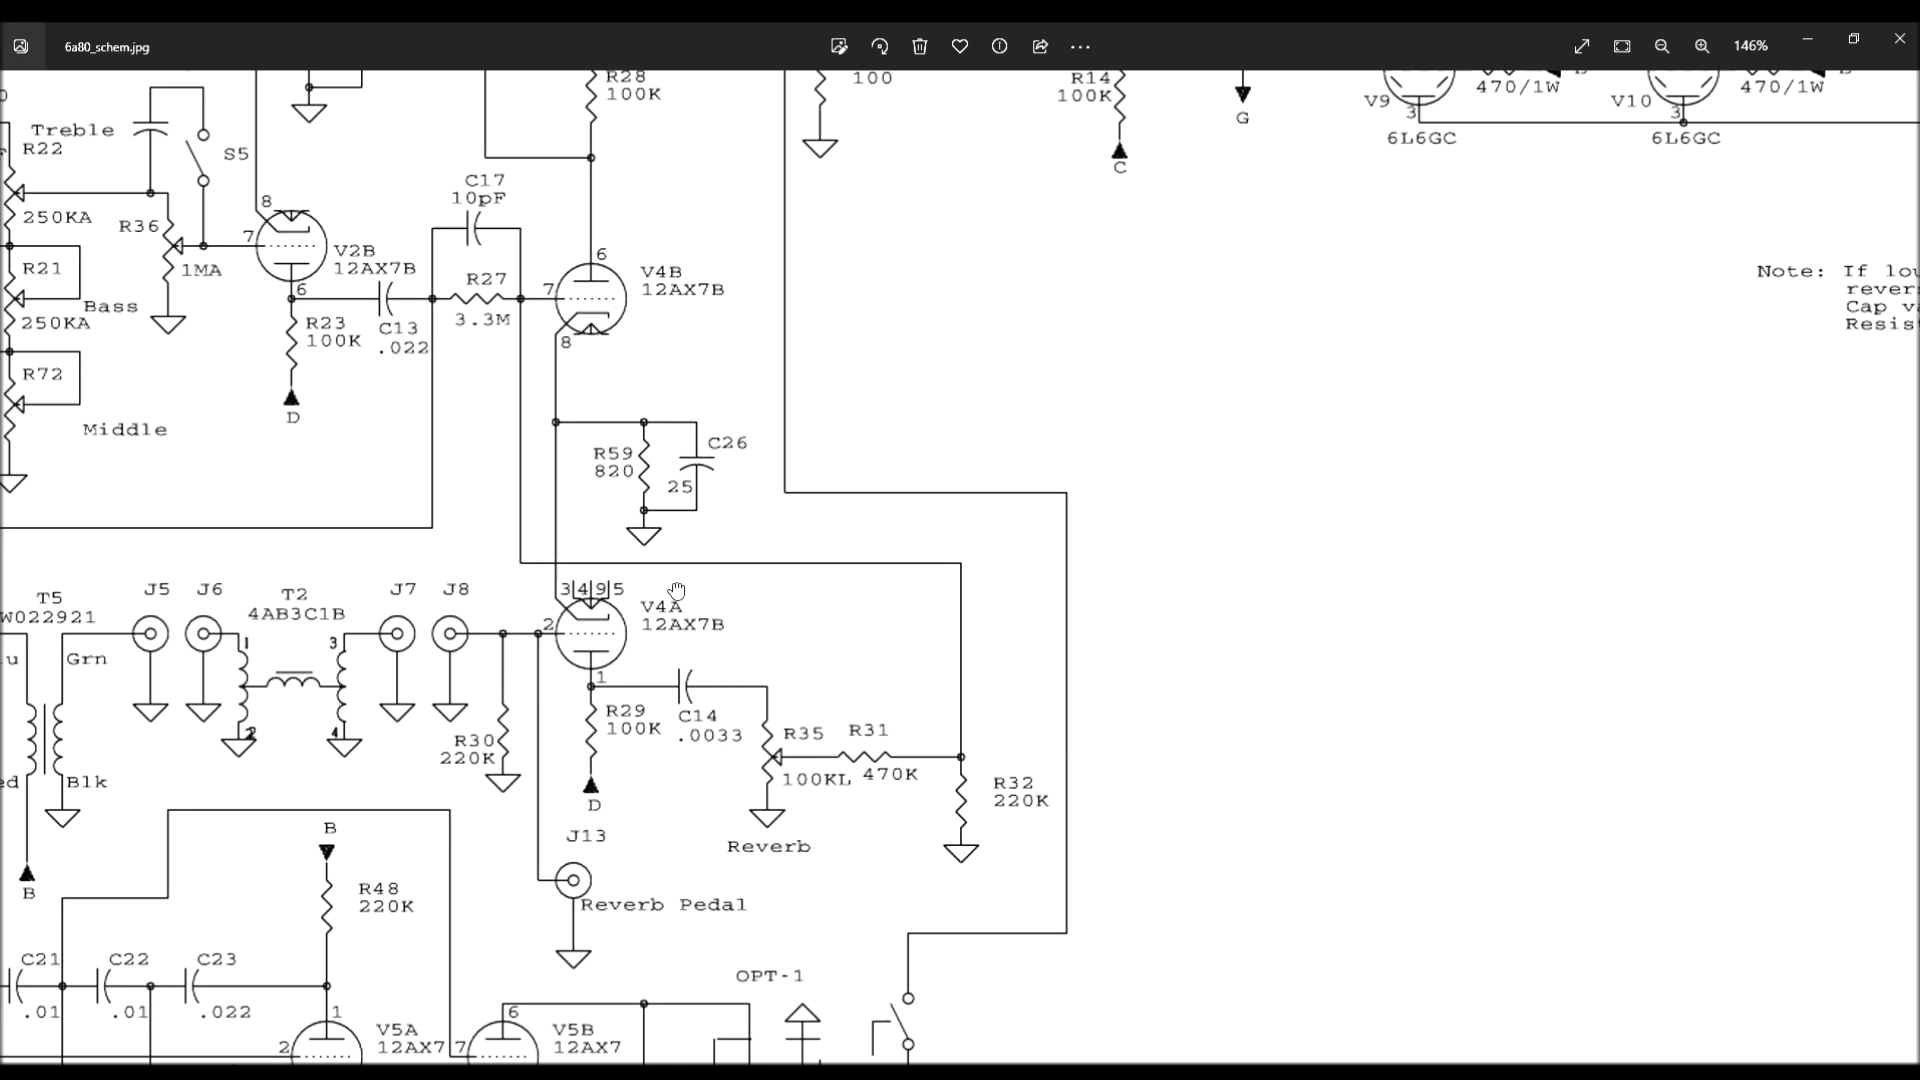 6a80_schem.jpg
146%
R28
100K
100
R14
100K
C
G
V9
3
6L6GC
470/1W
V10
3
6L6GC
470/1W
Treble
R22
250KA
S5
R36
1MA
8
7
6
V2B
12AX7B
R21
Bass
250KA
R23
100K
D
R72
Middle
C17
10pF
R27
3.3M
C13
.022
6
7
8
V4B
12AX7B
R59
820
C26
25
Note: If
Cap
T5
W022921
Grn
Blk
B
J5
J6
T2
4AB3C1B
1
2
3
4
J7
J8
3 4 9 5
2
1
V4A
12AX7B
R30
220K
R29
100K
D
C14
.0033
R35
100KL
R31
470K
R32
220K
Reverb
J13
Reverb Pedal
B
R48
220K
C21
.01
C22
.01
C23
.022
1
2
V5A
12AX7
6
7
V5B
12AX7
OPT-1